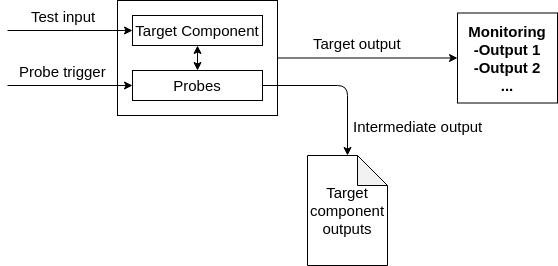 Test input
Target Component
Probe trigger
Probes
Target output
Monitoring
-Output 1
-Output 2
...
Intermediate output
Target
component
outputs